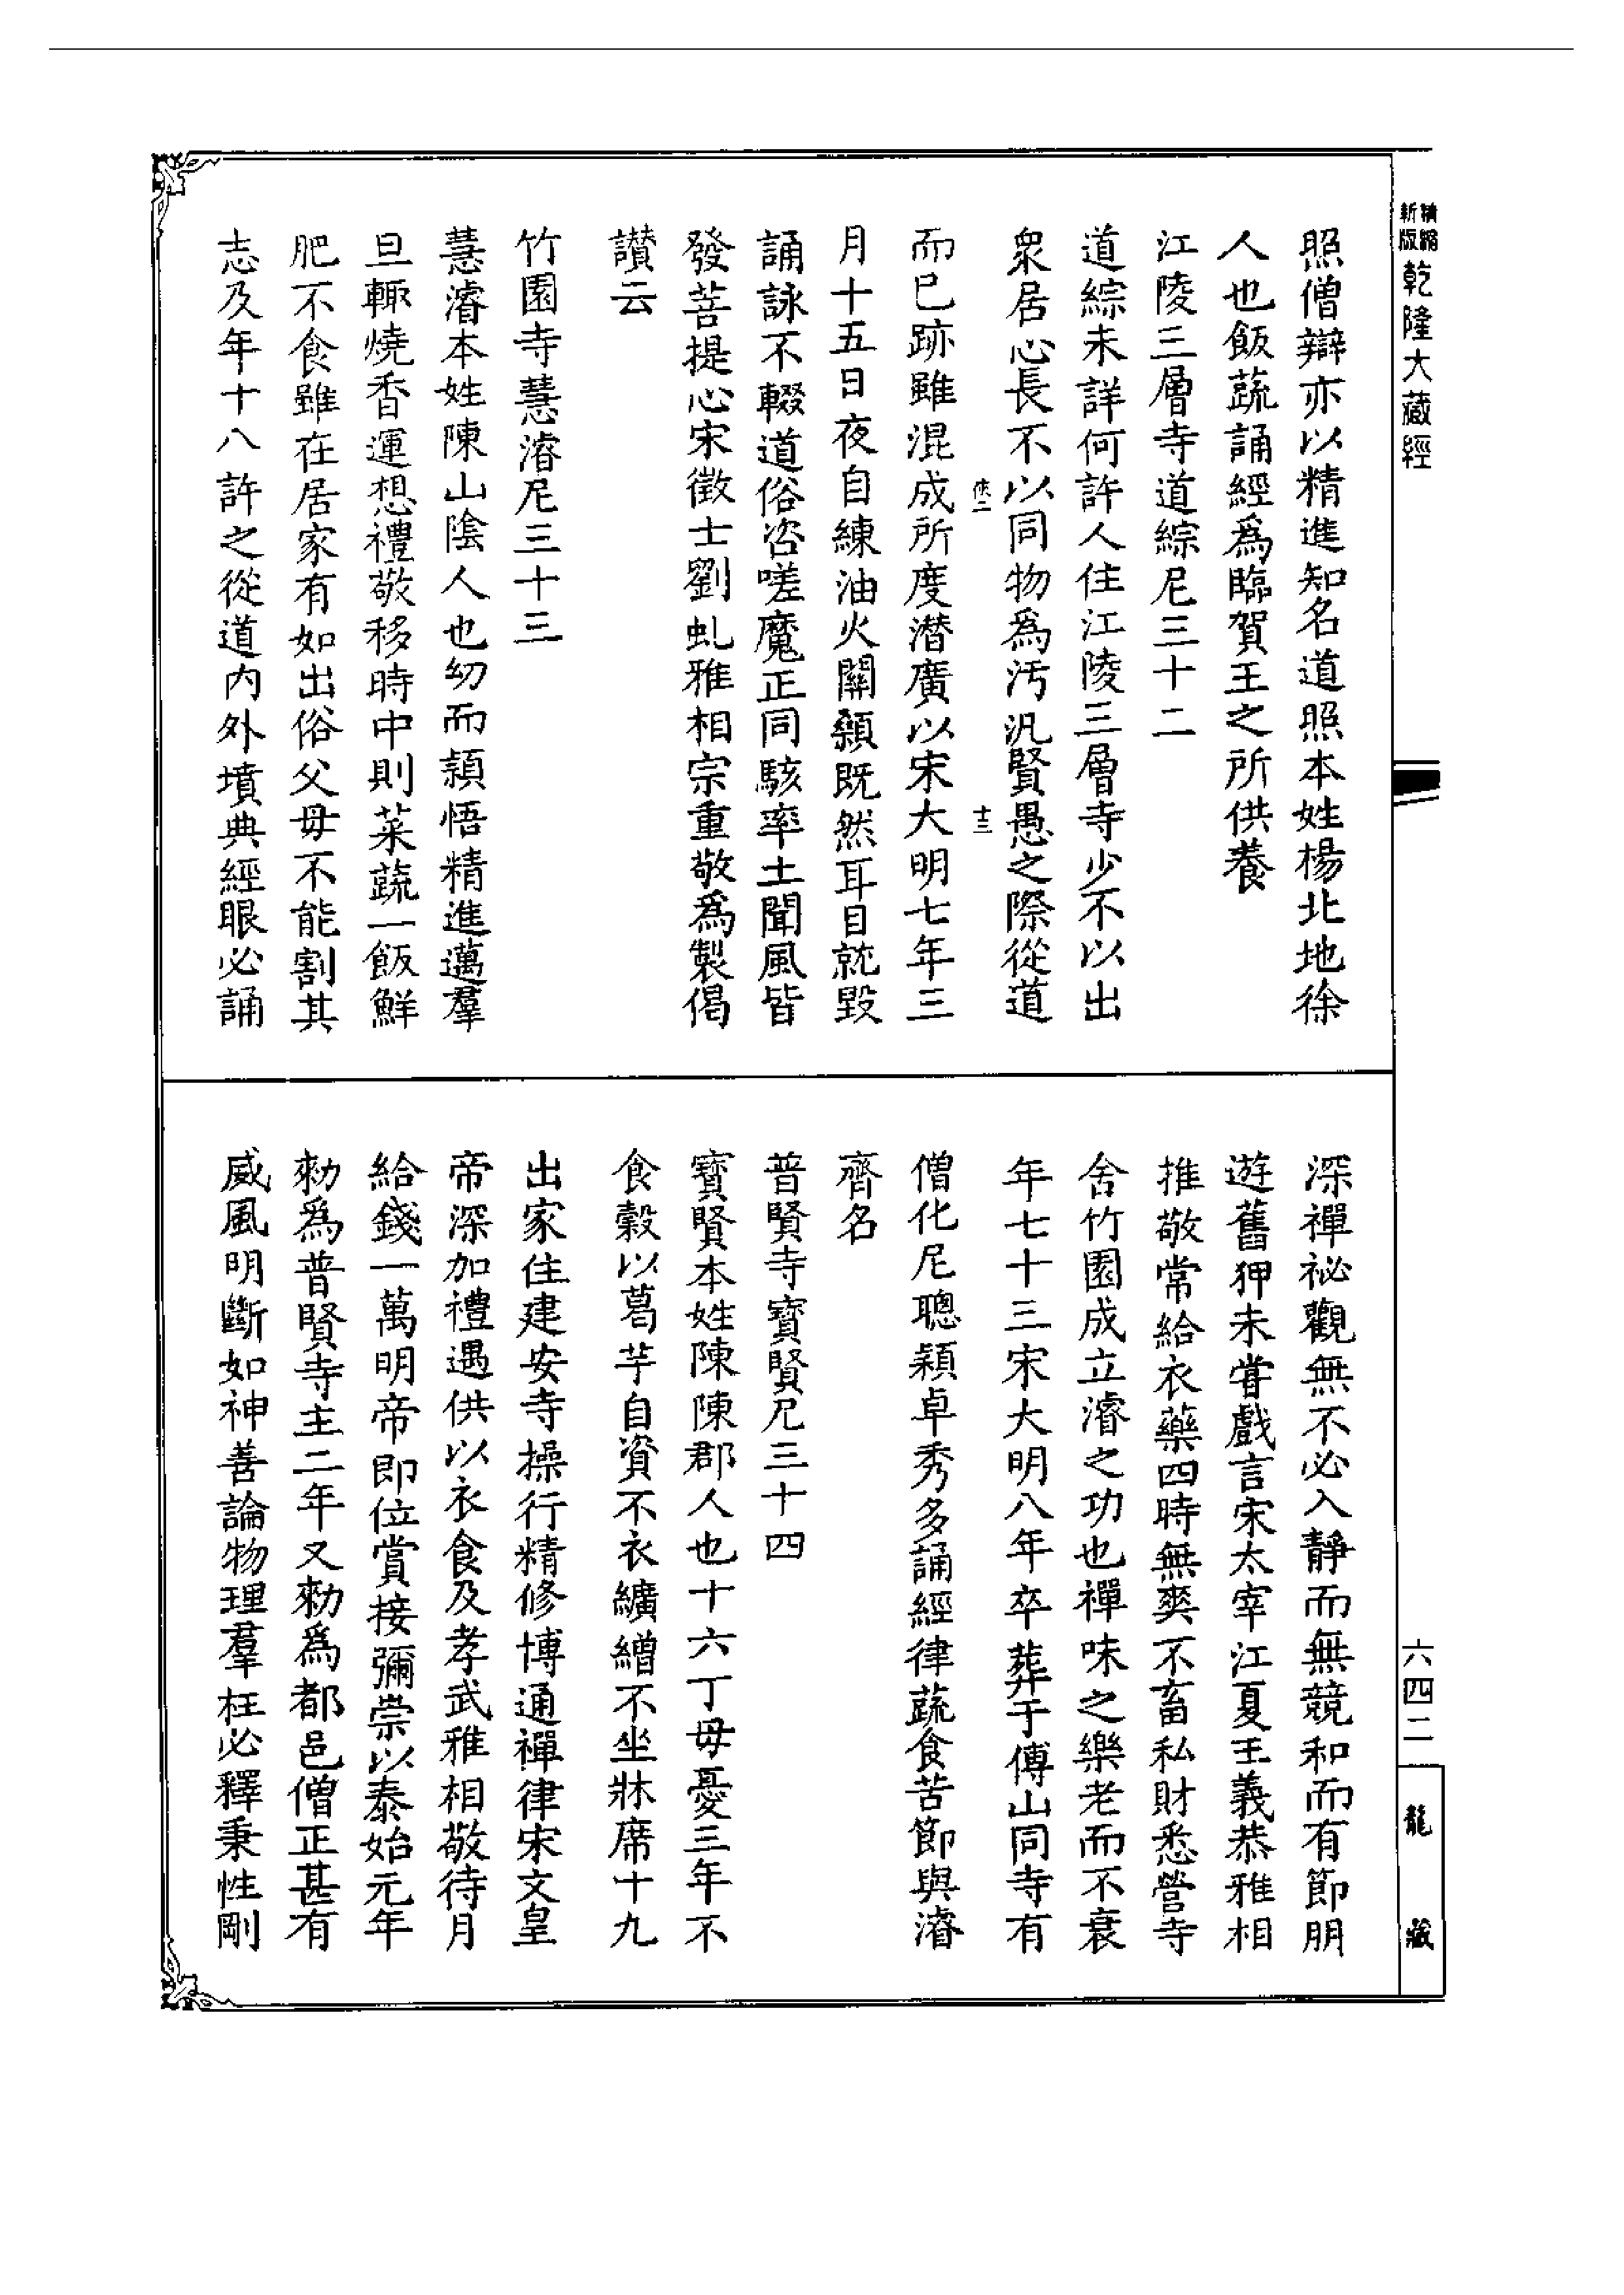 精縮新版乾隆大藏經
照僧辯亦以精進知名道照本姓楊北地徐
人也飯蔬誦經爲臨賀王之所供養
江陵三層寺道綜尼三十二
道綜未詳何許人住江陵三層寺少不以出
衆居心長不以同物爲汚汎賢愚之際從道
十三
而巳跡雖混成所度潜廣以宋大明七年三
月十五日夜自練油火關顙既然耳目就毀
誦詠不輟道俗咨嗟魔正同駭率土聞風皆
發菩提心宋徵士劉虬雅相宗重敬爲製偈
讃云
竹園寺慧濬尼三十三
慧濬本姓陳山陰人也幼而頴悟精進邁羣
旦輙燒香運想禮敬移時中則菜蔬一飯鮮
肥不食雖在居家有如出俗父母不能割其
志及年十八許之從道内外墳典經眼必誦
深禪祕觀無不必入靜而無競和而有節朋
遊舊狎未甞戲言宋太宰江夏王義恭雅相
推敬常給衣藥四時無爽不畜私財悉營寺
舍竹園成立濬之功也禪味之樂老而不衰
年七十三宋大明八年卒葬于傅山同寺有
僧化尼聰穎卓秀多誦經律蔬食苦節與濬
齊名
普賢寺寶賢尼三十四
寶賢本姓陳陳郡人也十六丁母憂三年不
食穀以葛芋自資不衣纊繒不坐牀席十九
出家住建安寺操行精修博通禪律宋文皇
帝深加禮遇供以衣食及孝武雅相敬待月
給錢一萬明帝即位賞接彌崇以泰始元年
勑爲普賢寺主二年又勑爲都邑僧正甚有
威風明斷如神善論物理羣枉必釋秉性剛
六四二
龍藏